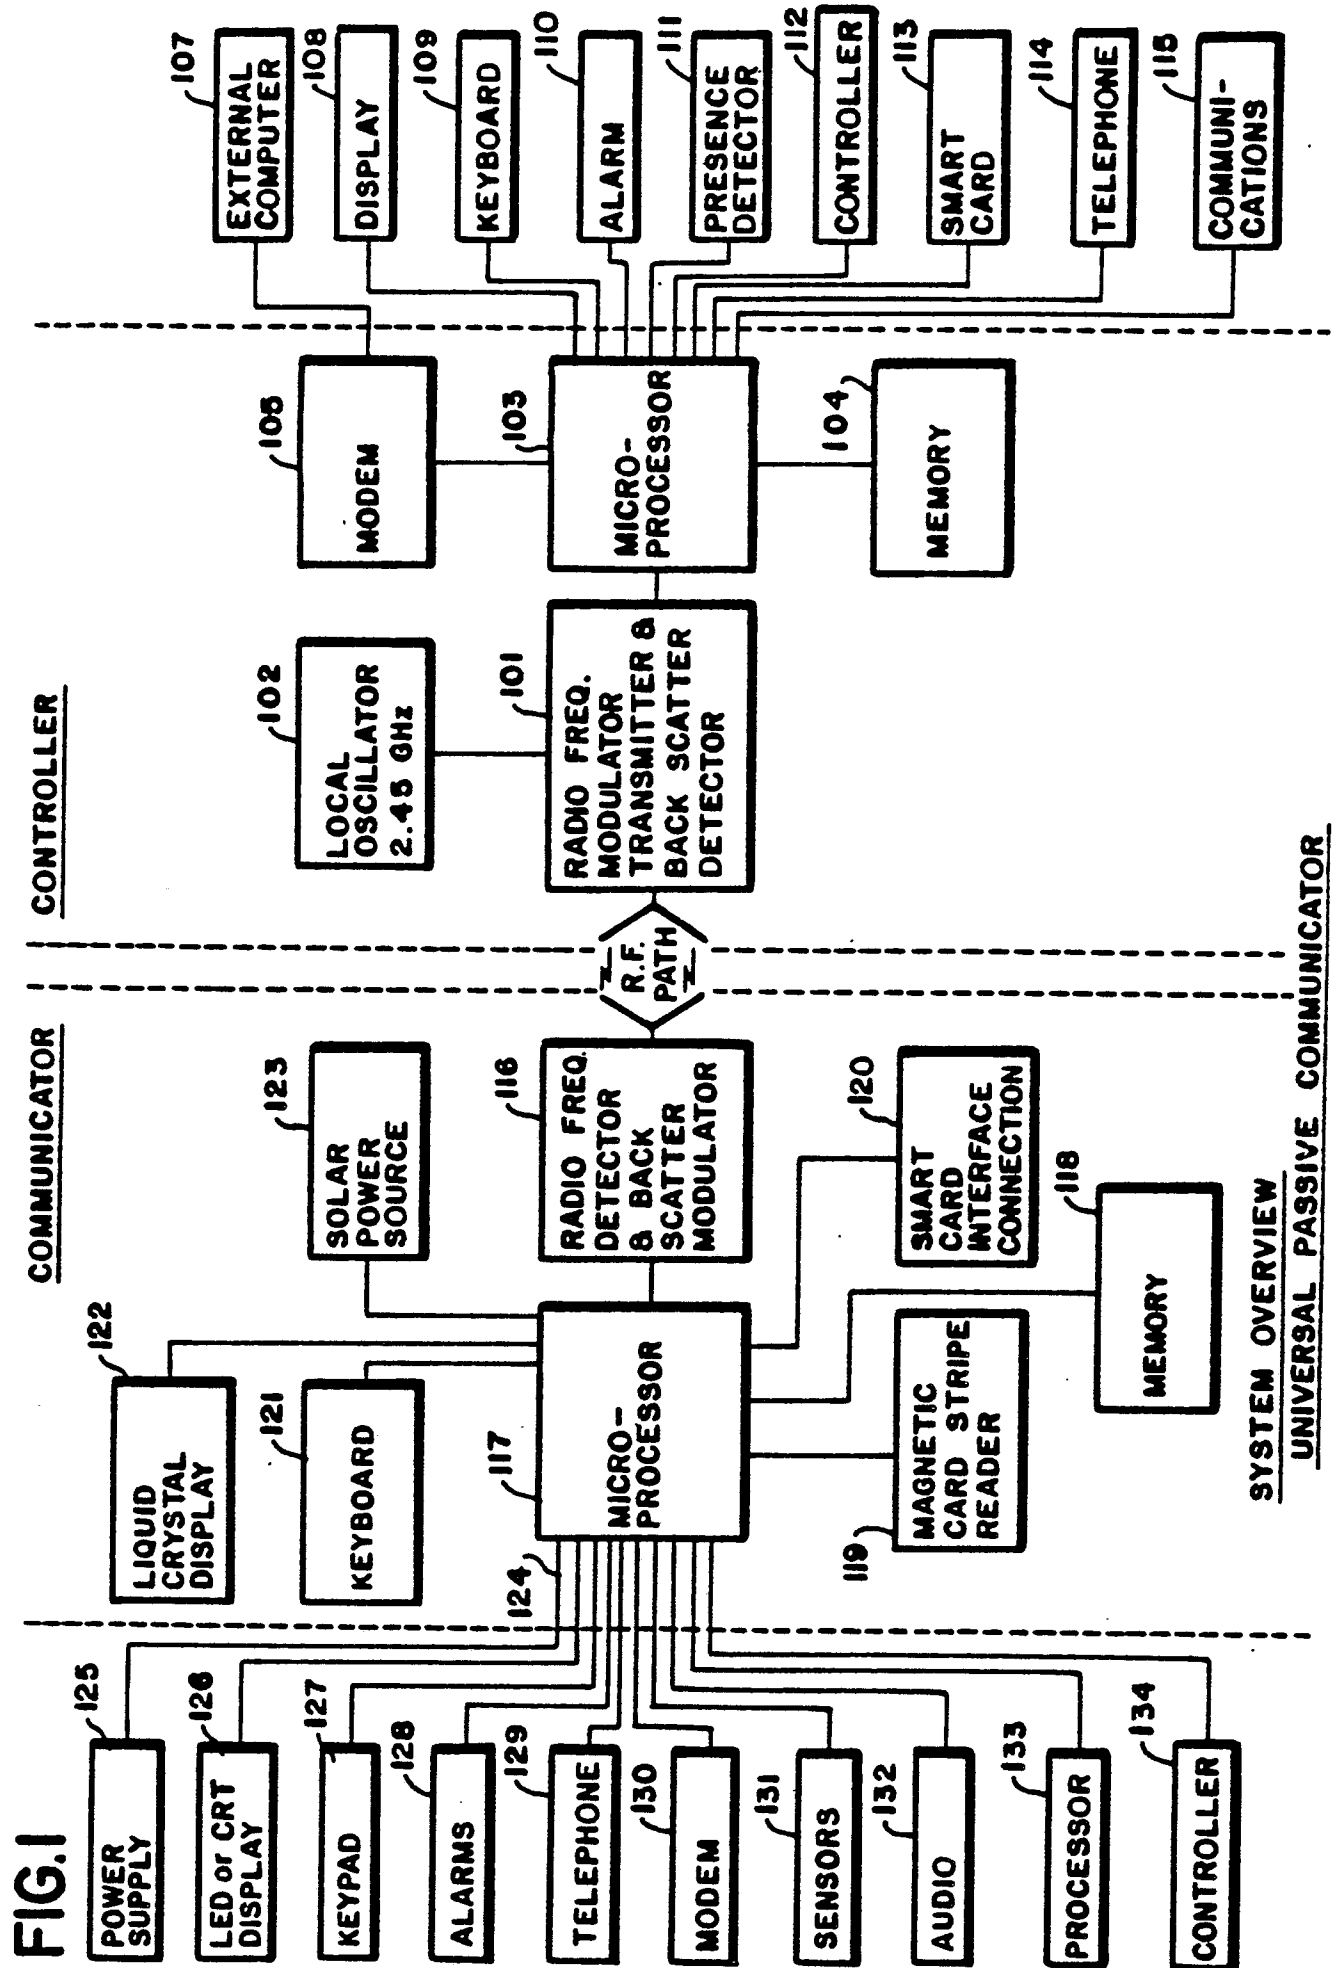 FIG.1
COMMUNICATOR
CONTROLLER
125
POWER
SUPPLY
126
LED or CRT
DISPLAY
127
KEYPAD
128
ALARMS
129
TELEPHONE
130
MODEM
131
SENSORS
132
AUDIO
133
PROCESSOR
134
CONTROLLER
122
LIQUID
CRYSTAL
DISPLAY
121
KEYBOARD
124
117
MICRO-
PROCESSOR
119
MAGNETIC
CARD STRIPE
READER
118
MEMORY
123
SOLAR
POWER
SOURCE
116
RADIO FREQ.
DETECTOR
& BACK
SCATTER
MODULATOR
120
SMART
CARD
INTERFACE
CONNECTION
R.F.
PATH
102
LOCAL
OSCILLATOR
2.45 GHz
101
RADIO FREQ.
MODULATOR
TRANSMITTER &
BACK SCATTER
DETECTOR
105
MODEM
103
MICRO-
PROCESSOR
104
MEMORY
107
EXTERNAL
COMPUTER
108
DISPLAY
109
KEYBOARD
110
ALARM
111
PRESENCE
DETECTOR
112
CONTROLLER
113
SMART
CARD
114
TELEPHONE
115
COMMUNI-
CATIONS
SYSTEM OVERVIEW
UNIVERSAL PASSIVE COMMUNICATOR